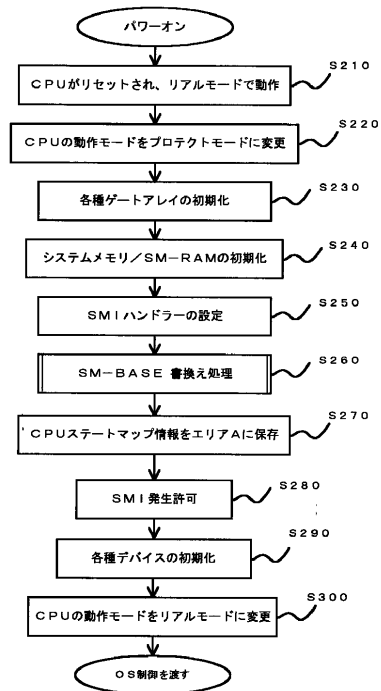 パワーオン
S210
CPUがリセットされ、リアルモードで動作
S220
CPUの動作モードをプロテクトモードに変更
S230
各種ゲートアレイの初期化
S240
システムメモリ/SM-RAMの初期化
S250
SMIハンドラーの設定
S260
SM-BASE 書換え処理
S270
CPUステートマップ情報をエリアAに保存
S280
SMI発生許可
S290
各種デバイスの初期化
S300
CPUの動作モードをリアルモードに変更
OS制御を渡す